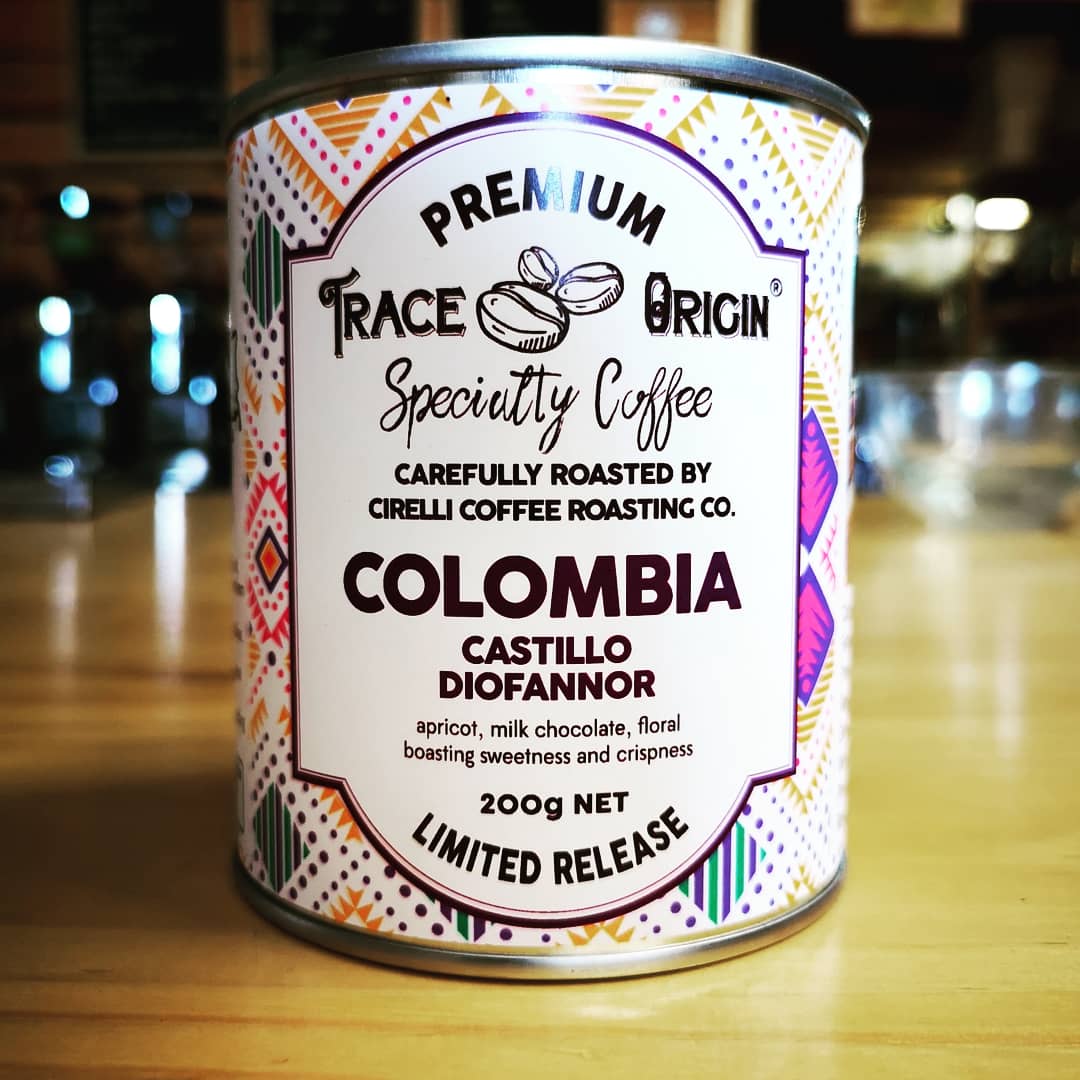 PREMIUM
TRACE ORIGIN®
Specialty Coffee
CAREFULLY ROASTED BY
CIRELLI COFFEE ROASTING CO.
COLOMBIA
CASTILLO
DIOFANNOR
apricot, milk chocolate, floral
boasting sweetness and crispness
200g NET
LIMITED RELEASE